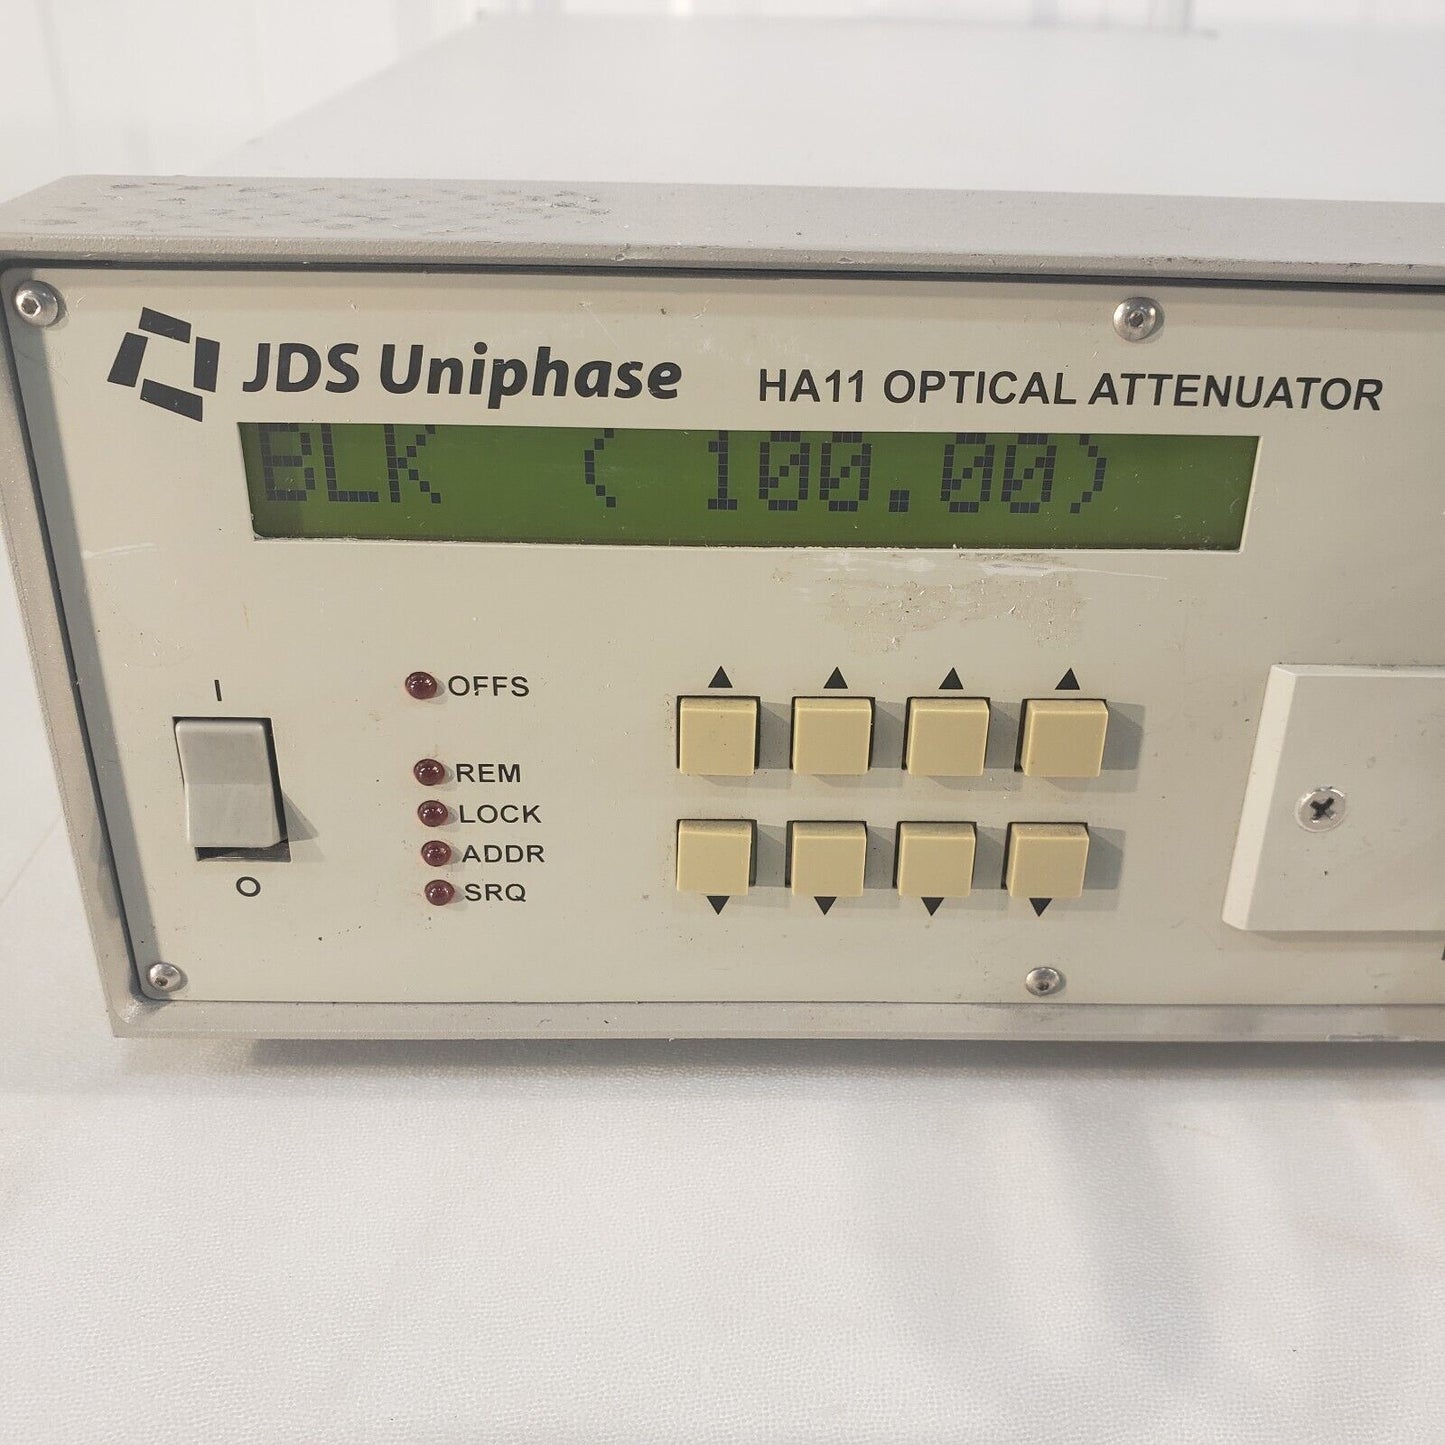 JDS Uniphase
HA11 OPTICAL ATTENUATOR
BLK ( 100.00)
I
O
OFFS
REM
LOCK
ADDR
SRQ